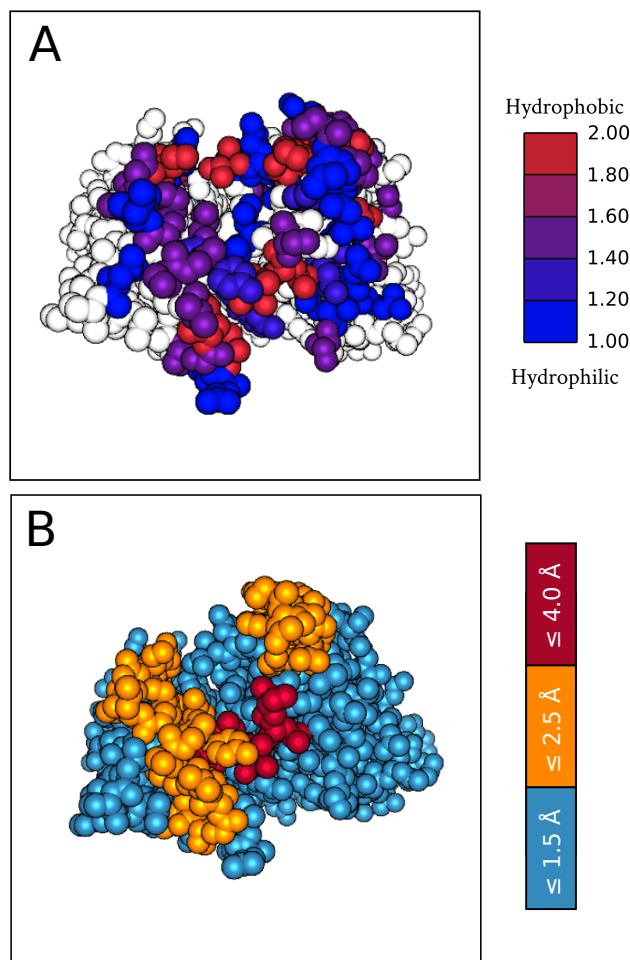 A
Hydrophobic
2.00
1.80
1.60
1.40
1.20
1.00
Hydrophilic
B
≤ 4.0 Å
≤ 2.5 Å
≤ 1.5 Å